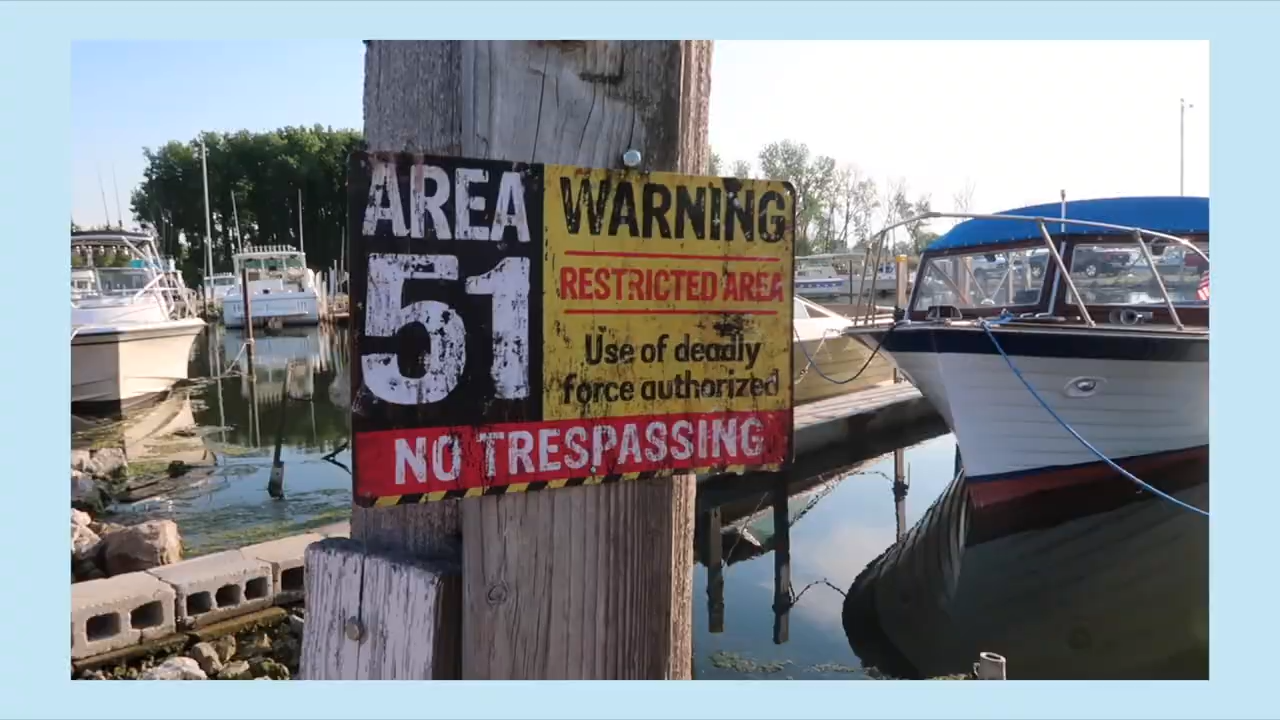 AREA
51
WARNING
RESTRICTED AREA
Use of deadly
force authorized
NO TRESPASSING